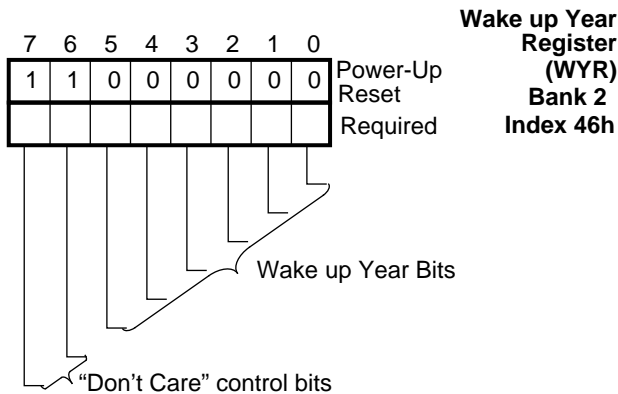 Wake up Year
Register
(WYR)
Bank 2
Index 46h
7 6 5 4 3 2 1 0
1 1 0 0 0 0 0 0 Power-Up
Reset
Required
Wake up Year Bits
“Don’t Care” control bits